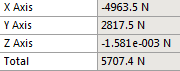 X Axis -4963.5 N
Y Axis 2817.5 N
Z Axis -1.581e-003 N
Total 5707.4 N